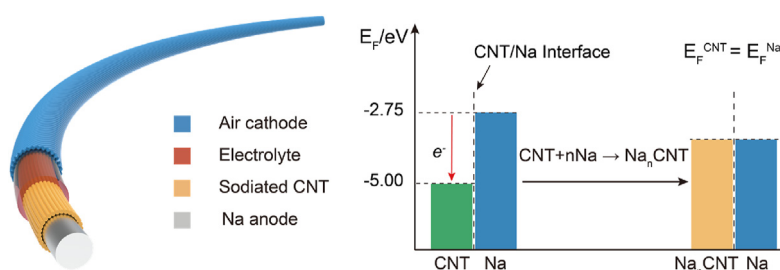 Air cathode
Electrolyte
Sodiated CNT
Na anode
E_F/eV
CNT/Na Interface
E_F^CNT = E_F^Na
-2.75
e-
CNT+nNa → Na_nCNT
-5.00
CNT
Na
Na_nCNT
Na